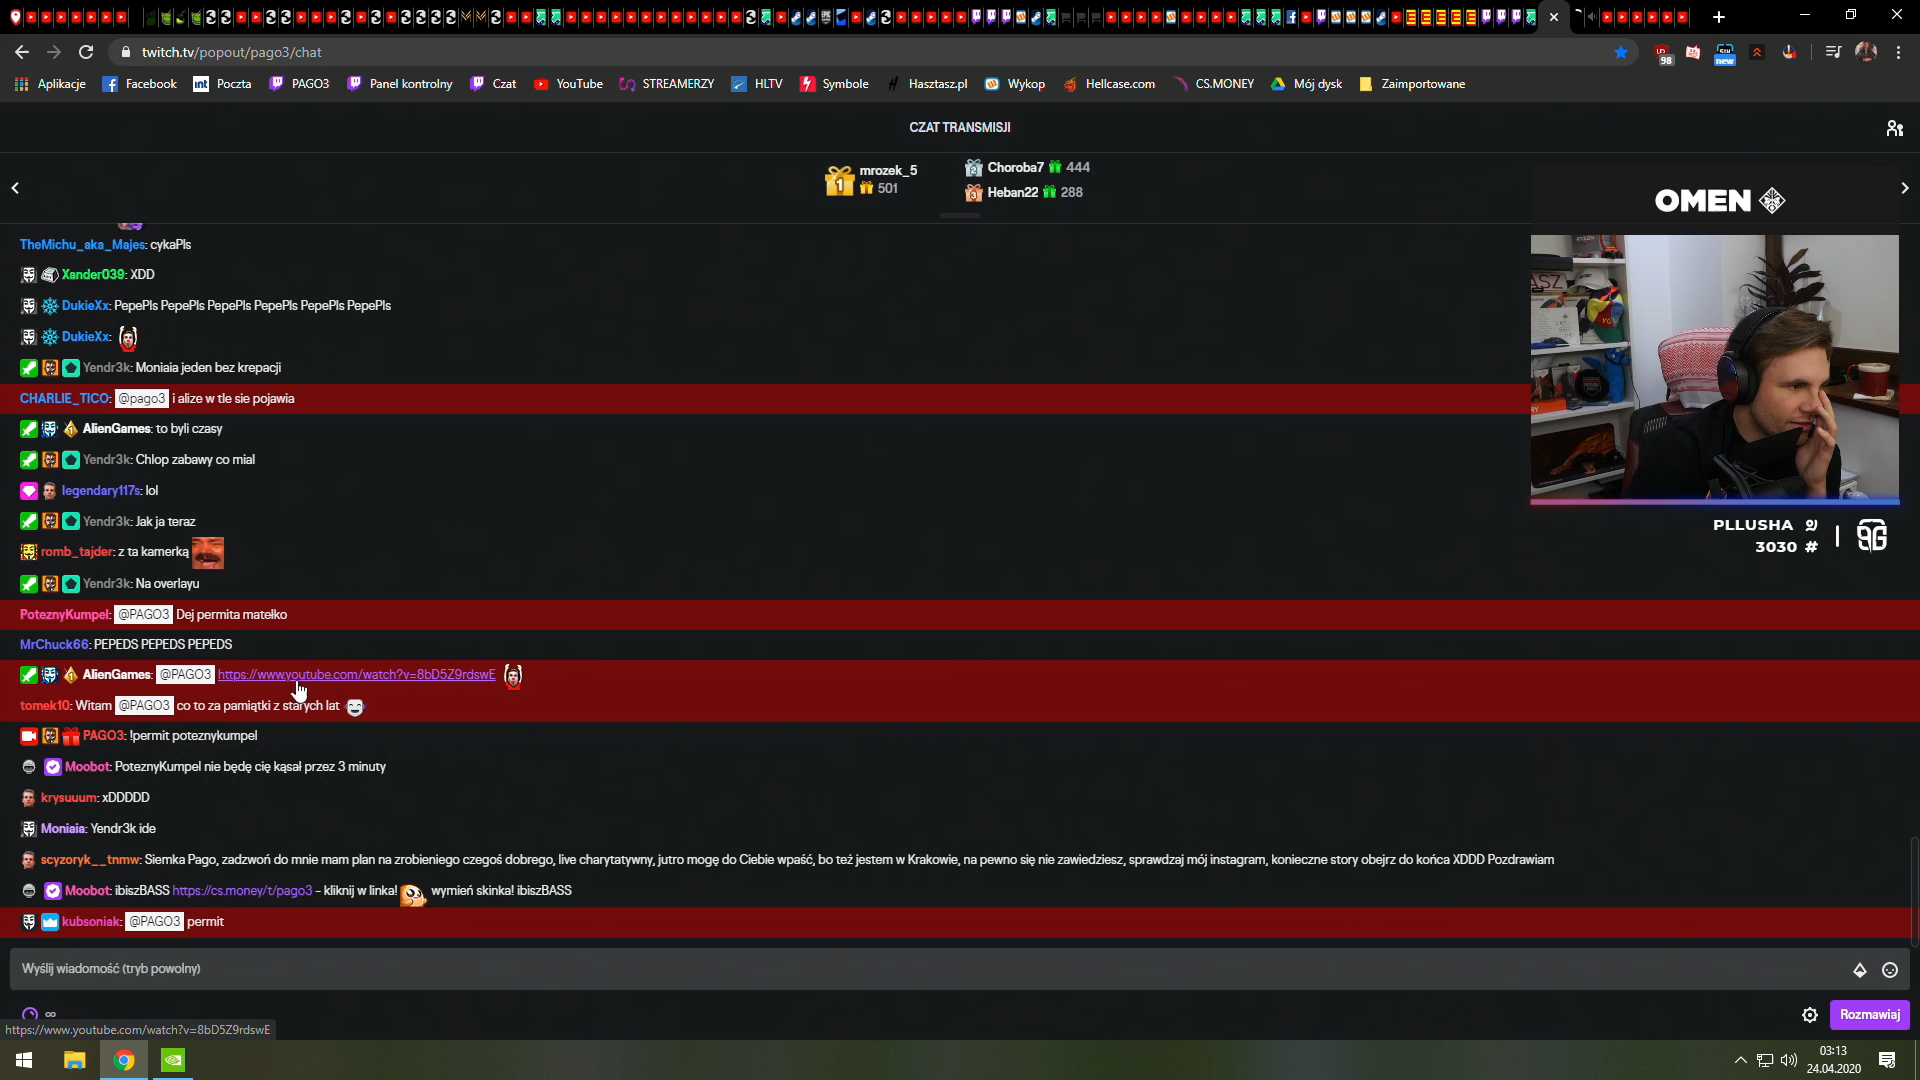 twitch.tv/popout/pago3/chat
98
new
Aplikacje
Facebook
int Poczta
PAGO3
Panel kontrolny
Czat
YouTube
STREAMERZY
HLTV
Symbole
Hasztasz.pl
Wykop
Hellcase.com
CS.MONEY
Mój dysk
Zaimportowane
CZAT TRANSMISJI
1 mrozek_5
501
2 Choroba7 444
3 Heban22 288
OMEN
TheMichu_aka_Majes: cykaPls
Xander039: XDD
DukieXx: PepePls PepePls PepePls PepePls PepePls PepePls
DukieXx:
Yendr3k: Moniaia jeden bez krepacji
CHARLIE_TICO: @pago3 i alize w tle sie pojawia
AlienGames: to byli czasy
Yendr3k: Chlop zabawy co mial
legendary117s: lol
Yendr3k: Jak ja teraz
romb_tajder: z ta kamerką
Yendr3k: Na overlayu
PoteznyKumpel: @PAGO3 Dej permita matełko
MrChuck66: PEPEDS PEPEDS PEPEDS
AlienGames: @PAGO3 https://www.youtube.com/watch?v=8bD5Z9rdswE
tomek10: Witam @PAGO3 co to za pamiątki z starych lat
PAGO3: !permit poteznykumpel
Moobot: PoteznyKumpel nie będę cię kąsał przez 3 minuty
krysuuum: xDDDDD
Moniaia: Yendr3k ide
scyzoryk__tnmw: Siemka Pago, zadzwoń do mnie mam plan na zrobieniego czegoś dobrego, live charytatywny, jutro mogę do Ciebie wpaść, bo też jestem w Krakowie, na pewno się nie zawiedziesz, sprawdzaj mój instagram, konieczne story obejrz do końca XDDD Pozdrawiam
Moobot: ibiszBASS https://cs.money/t/pago3 - kliknij w linka! wymień skinka! ibiszBASS
kubsoniak: @PAGO3 permit
PLLUSHA
3030 #
Wyślij wiadomość (tryb powolny)
∞
Rozmawiaj
https://www.youtube.com/watch?v=8bD5Z9rdswE
03:13
24.04.2020